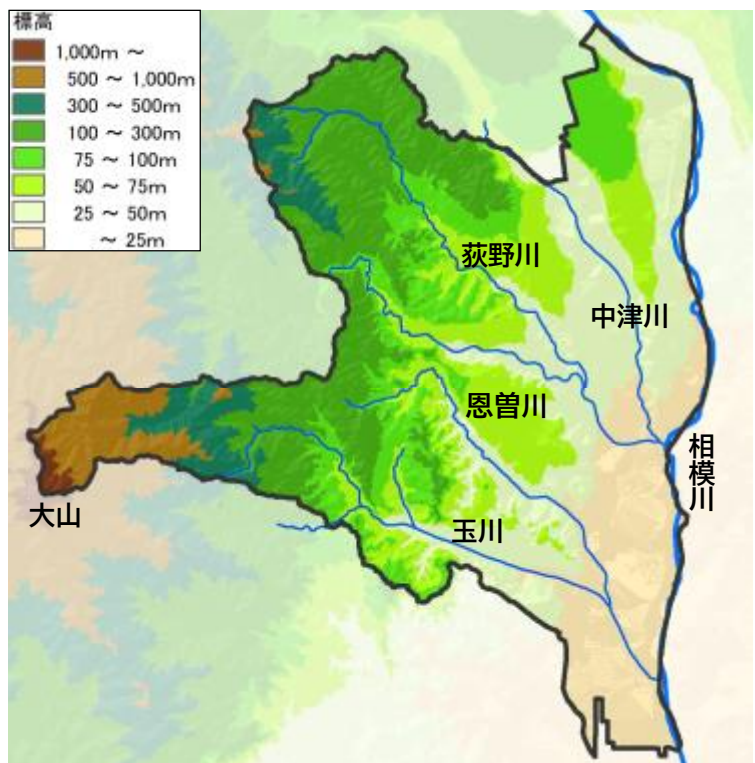 標高
1,000m ～
500 ～ 1,000m
300 ～ 500m
100 ～ 300m
75 ～ 100m
50 ～ 75m
25 ～ 50m
～ 25m
荻野川
中津川
恩曽川
相模川
大山
玉川